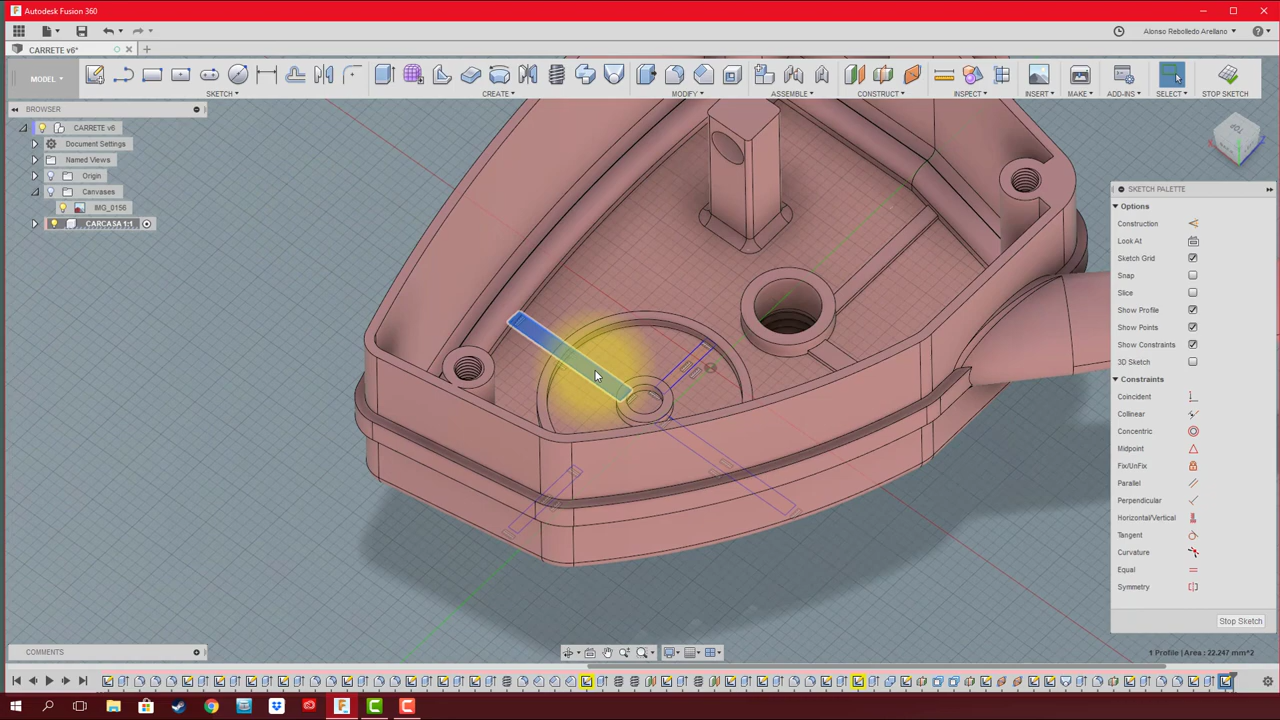 Autodesk Fusion 360
Alonso Rebolledo Arellano
CARRETE v6*
MODEL
SKETCH
CREATE
MODIFY
ASSEMBLE
CONSTRUCT
INSPECT
INSERT
MAKE
ADD-INS
SELECT
STOP SKETCH
BROWSER
CARRETE v6
Document Settings
Named Views
Origin
Canvases
IMG_0156
CARCASA 1:1
TOP
SKETCH PALETTE
Options
Construction
Look At
Sketch Grid
Snap
Slice
Show Profile
Show Points
Show Constraints
3D Sketch
Constraints
Coincident
Collinear
Concentric
Midpoint
Fix/UnFix
Parallel
Perpendicular
Horizontal/Vertical
Tangent
Curvature
Equal
Symmetry
Stop Sketch
COMMENTS
1 Profile | Area : 22.247 mm^2